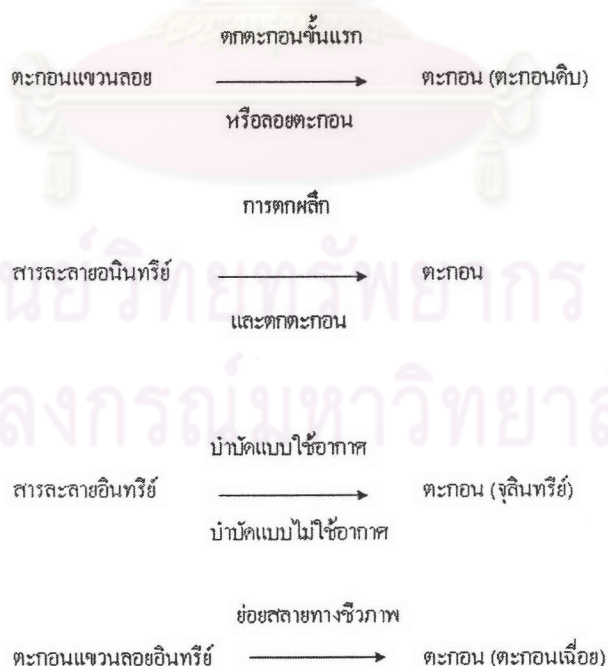 ตกตะกอนขั้นแรก
ตะกอนแขวนลอย ตะกอน (ตะกอนดิบ)
หรือลอยตะกอน
การตกผลึก
สารละลายอนินทรีย์ ตะกอน
และตกตะกอน
บำบัดแบบใช้อากาศ
สารละลายอินทรีย์ ตะกอน (จุลินทรีย์)
บำบัดแบบไม่ใช้อากาศ
ย่อยสลายทางชีวภาพ
ตะกอนแขวนลอยอินทรีย์ ตะกอน (ตะกอนเฉื่อย)